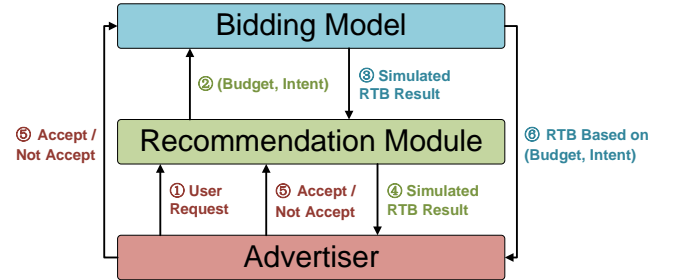 Bidding Model
② (Budget, Intent)
③ Simulated
RTB Result
⑤ Accept /
Not Accept
⑥ RTB Based on
(Budget, Intent)
Recommendation Module
① User
Request
⑤ Accept /
Not Accept
④ Simulated
RTB Result
Advertiser